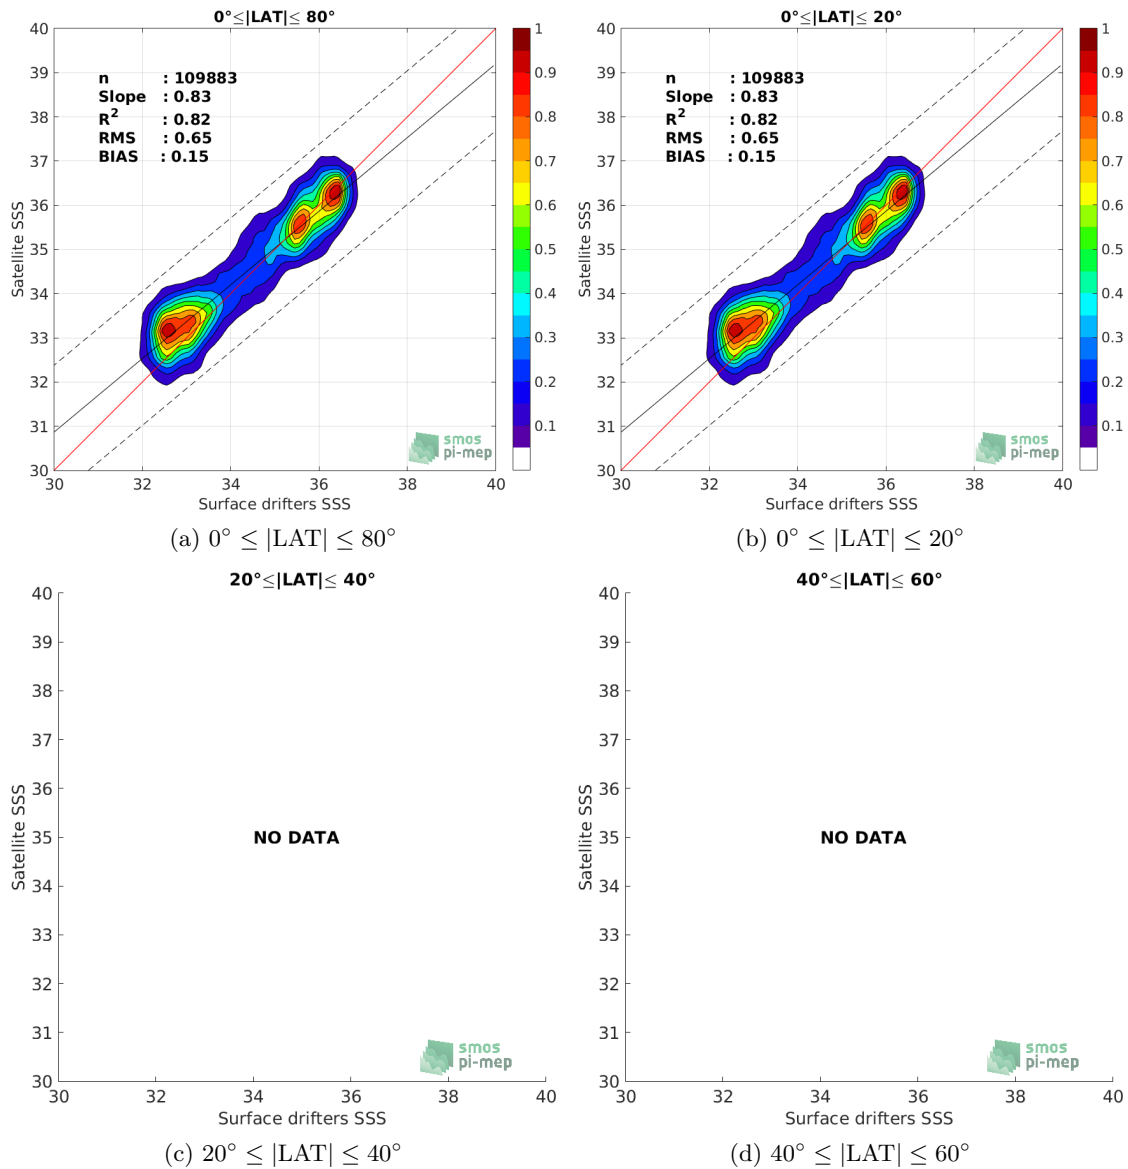 0°≤|LAT|≤ 80°
40
39
38
37
36
35
34
33
32
31
30
Satellite SSS
n : 109883
Slope : 0.83
R² : 0.82
RMS : 0.65
BIAS : 0.15
smos
pi-mep
30 32 34 36 38 40
Surface drifters SSS
1
0.9
0.8
0.7
0.6
0.5
0.4
0.3
0.2
0.1
(a) 0° ≤ |LAT| ≤ 80°
0°≤|LAT|≤ 20°
40
39
38
37
36
35
34
33
32
31
30
Satellite SSS
n : 109883
Slope : 0.83
R² : 0.82
RMS : 0.65
BIAS : 0.15
smos
pi-mep
30 32 34 36 38 40
Surface drifters SSS
1
0.9
0.8
0.7
0.6
0.5
0.4
0.3
0.2
0.1
(b) 0° ≤ |LAT| ≤ 20°
20°≤|LAT|≤ 40°
40
39
38
37
36
35
34
33
32
31
30
Satellite SSS
NO DATA
smos
pi-mep
30 32 34 36 38 40
Surface drifters SSS
(c) 20° ≤ |LAT| ≤ 40°
40°≤|LAT|≤ 60°
40
39
38
37
36
35
34
33
32
31
30
Satellite SSS
NO DATA
smos
pi-mep
30 32 34 36 38 40
Surface drifters SSS
(d) 40° ≤ |LAT| ≤ 60°